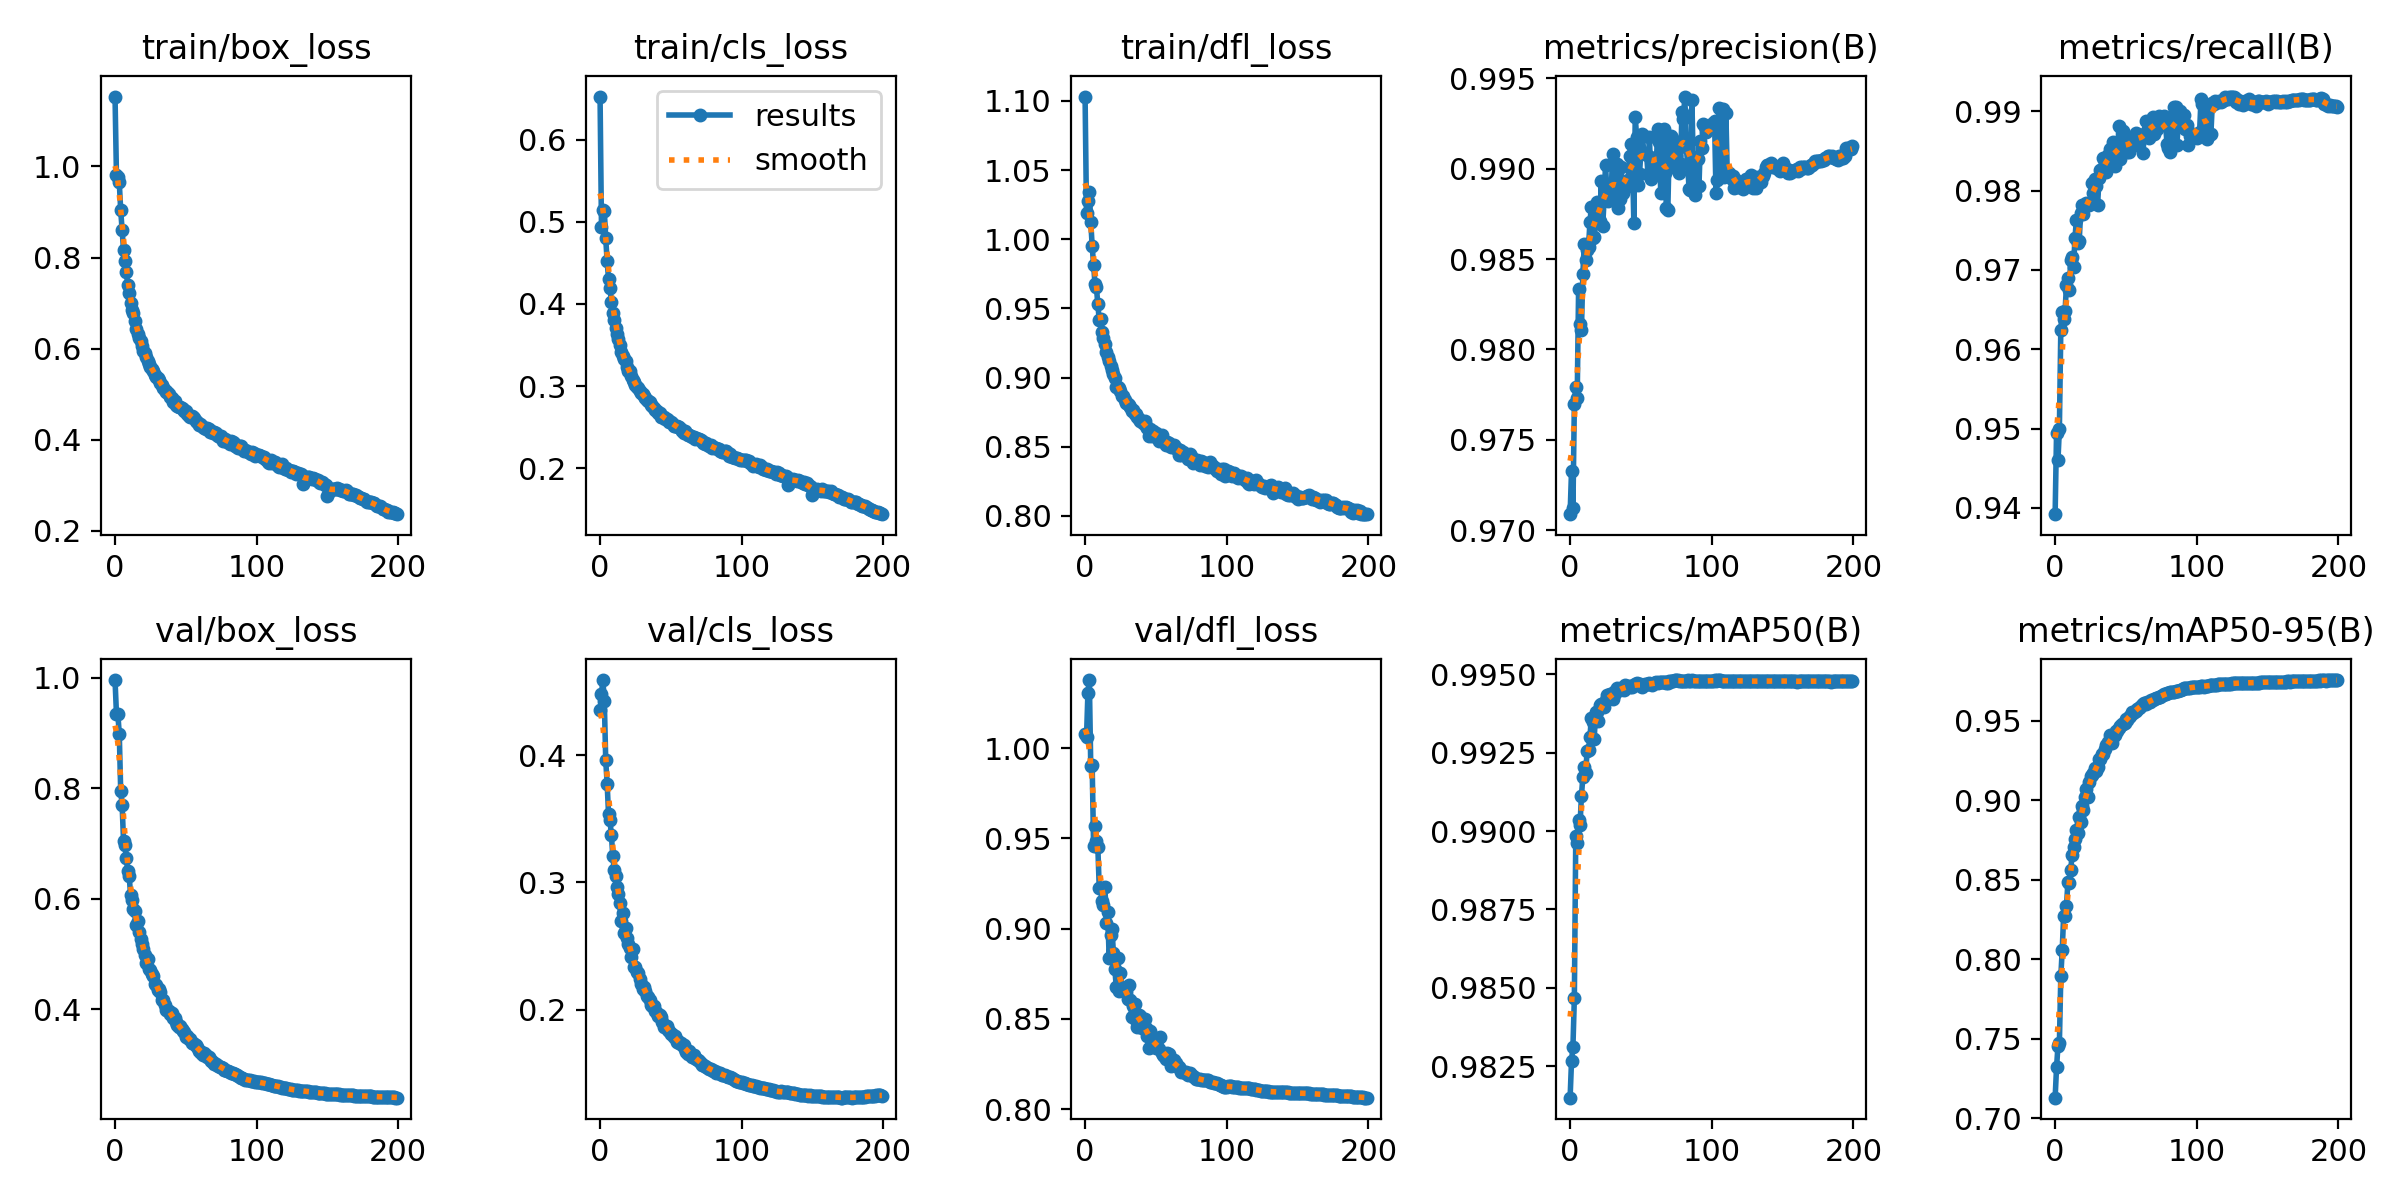 train/box_loss
1.0
0.8
0.6
0.4
0.2
0 100 200
train/cls_loss
results
smooth
0.6
0.5
0.4
0.3
0.2
0 100 200
train/dfl_loss
1.10
1.05
1.00
0.95
0.90
0.85
0.80
0 100 200
metrics/precision(B)
0.995
0.990
0.985
0.980
0.975
0.970
0 100 200
metrics/recall(B)
0.99
0.98
0.97
0.96
0.95
0.94
0 100 200
val/box_loss
1.0
0.8
0.6
0.4
0 100 200
val/cls_loss
0.4
0.3
0.2
0 100 200
val/dfl_loss
1.00
0.95
0.90
0.85
0.80
0 100 200
metrics/mAP50(B)
0.9950
0.9925
0.9900
0.9875
0.9850
0.9825
0 100 200
metrics/mAP50-95(B)
0.95
0.90
0.85
0.80
0.75
0.70
0 100 200